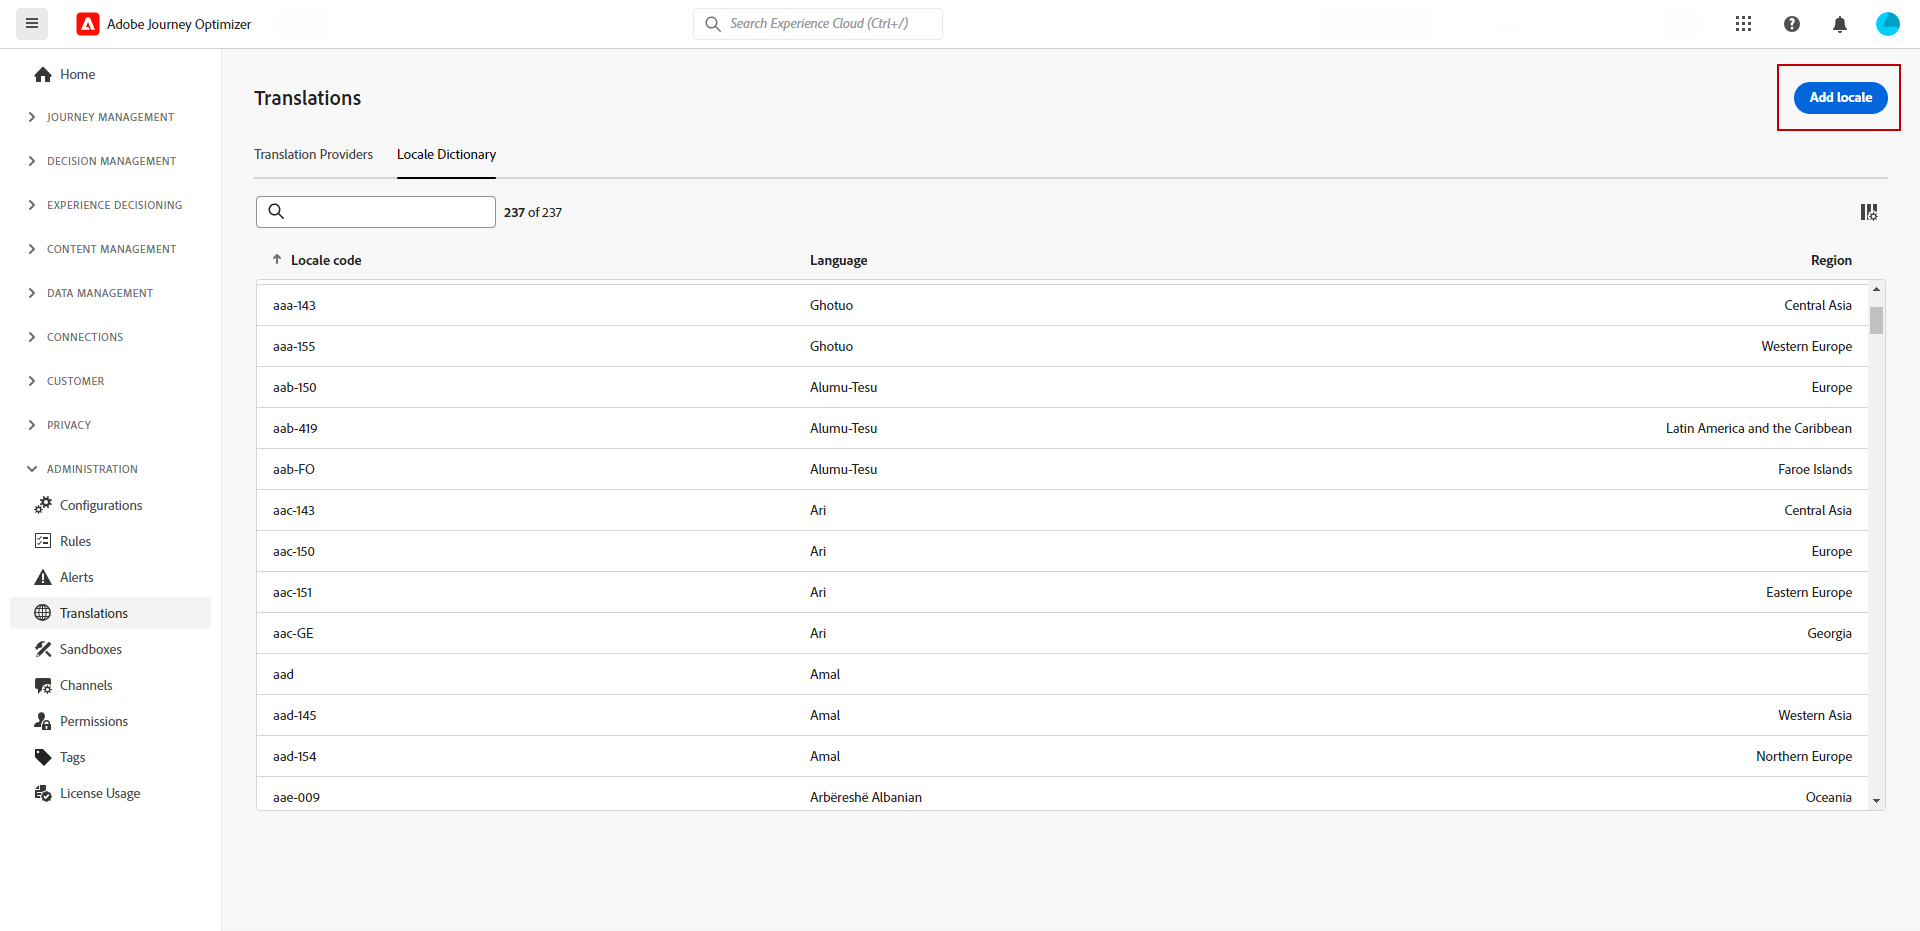 Adobe Journey Optimizer
Search Experience Cloud (Ctrl+/)
Home
JOURNEY MANAGEMENT
DECISION MANAGEMENT
EXPERIENCE DECISIONING
CONTENT MANAGEMENT
DATA MANAGEMENT
CONNECTIONS
CUSTOMER
PRIVACY
ADMINISTRATION
Configurations
Rules
Alerts
Translations
Sandboxes
Channels
Permissions
Tags
License Usage
Translations
Add locale
Translation Providers Locale Dictionary
237 of 237
Locale code Language Region
aaa-143 Ghotuo Central Asia
aaa-155 Ghotuo Western Europe
aab-150 Alumu-Tesu Europe
aab-419 Alumu-Tesu Latin America and the Caribbean
aab-FO Alumu-Tesu Faroe Islands
aac-143 Ari Central Asia
aac-150 Ari Europe
aac-151 Ari Eastern Europe
aac-GE Ari Georgia
aad Amal
aad-145 Amal Western Asia
aad-154 Amal Northern Europe
aae-009 Arbëreshë Albanian Oceania